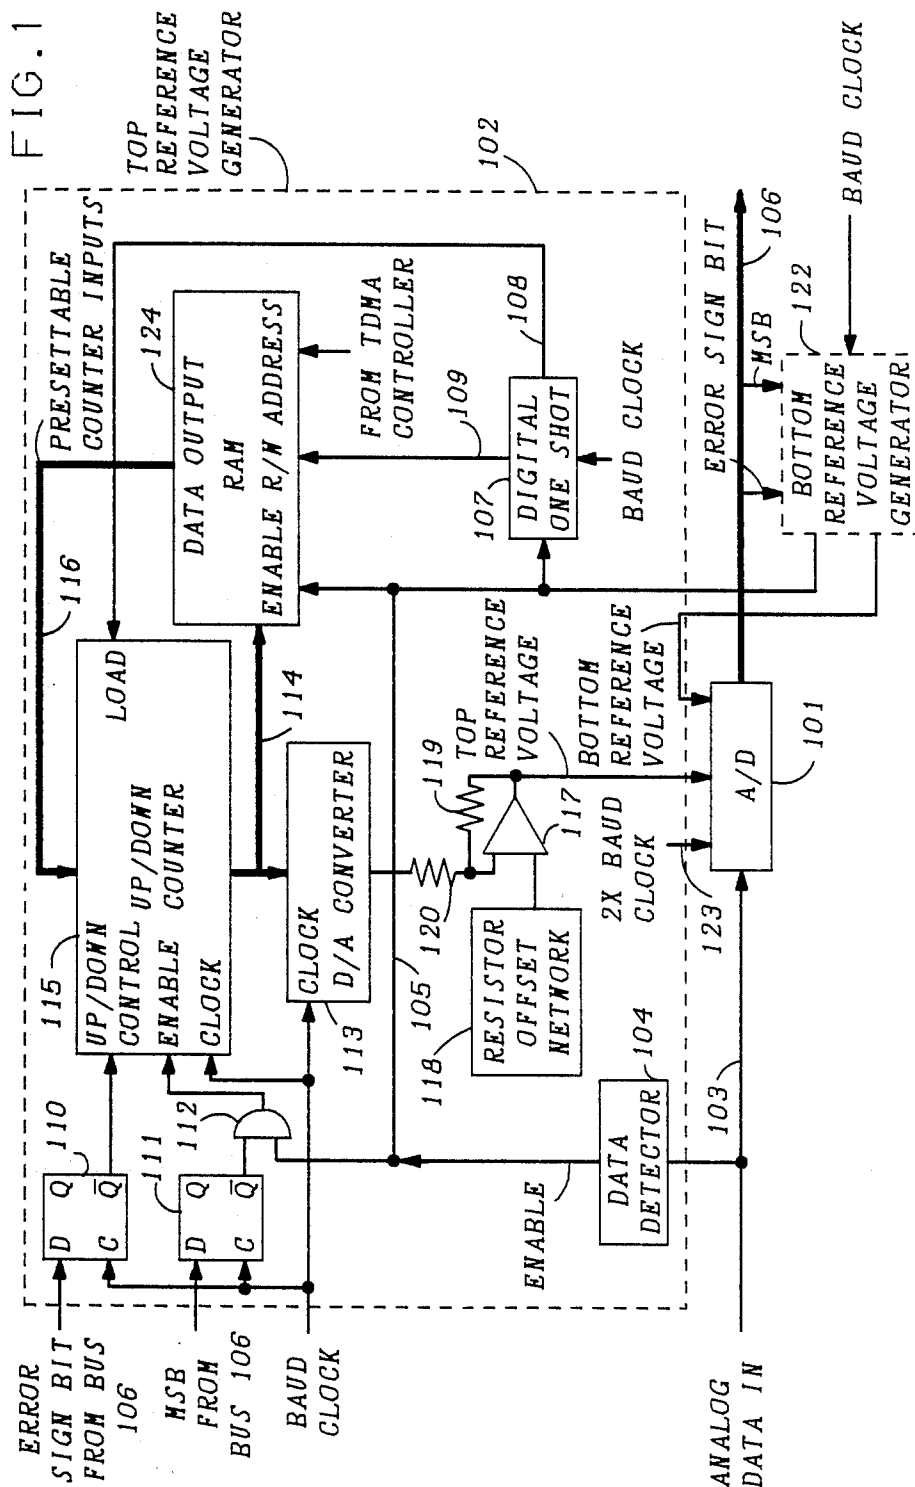 FIG.1
TOP
REFERENCE
VOLTAGE
GENERATOR
102
PRESETTABLE
COUNTER INPUTS
116
124
DATA OUTPUT
RAM
ENABLE R/W ADDRESS
FROM TDMA
CONTROLLER
108
109
107
DIGITAL
ONE SHOT
BAUD CLOCK
115
UP/DOWN
CONTROL
UP/DOWN
COUNTER
ENABLE
CLOCK
LOAD
114
113
CLOCK
D/A CONVERTER
110
D Q
C Q̅
111
D Q
C Q̅
112
ERROR
SIGN BIT
FROM BUS
106
MSB
FROM
BUS 106
BAUD
CLOCK
105
120
119
117
118
RESISTOR
OFFSET
NETWORK
TOP
REFERENCE
VOLTAGE
BOTTOM
REFERENCE
VOLTAGE
2X BAUD
CLOCK
123
ENABLE
DATA
DETECTOR
104
103
ANALOG
DATA IN
A/D
101
ERROR SIGN BIT
106
MSB
122
BOTTOM
REFERENCE
VOLTAGE
GENERATOR
BAUD CLOCK